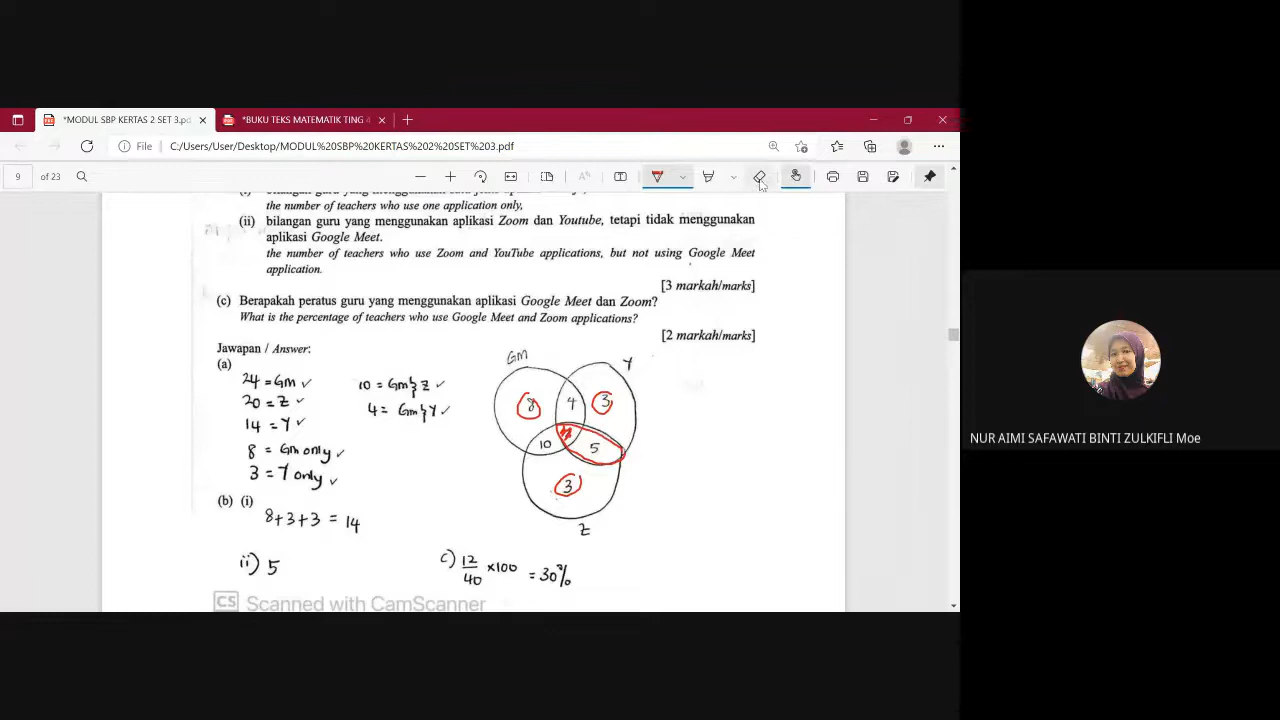 *MODUL SBP KERTAS 2 SET 3.pd
*BUKU TEKS MATEMATIK TING 4
File
C:/Users/User/Desktop/MODUL%20SBP%20KERTAS%202%20SET%203.pdf
9 of 23
the number of teachers who use one application only,
(ii) bilangan guru yang menggunakan aplikasi Zoom dan Youtube, tetapi tidak menggunakan
aplikasi Google Meet.
the number of teachers who use Zoom and YouTube applications, but not using Google Meet
application.
[3 markah/marks]
(c) Berapakah peratus guru yang menggunakan aplikasi Google Meet dan Zoom?
What is the percentage of teachers who use Google Meet and Zoom applications?
[2 markah/marks]
Jawapan / Answer:
(a)
24 = GM ✓
20 = Z ✓
14 = Y ✓
8 = Gm only ✓
3 = Y only ✓
10 = Gm & Z ✓
4 = Gm & Y ✓
Gm
Y
8
4
3
10
5
3
Z
(b) (i)
8+3+3 = 14
ii) 5
c) 12/40 ×100 = 30%
CS Scanned with CamScanner
NUR AIMI SAFAWATI BINTI ZULKIFLI Moe